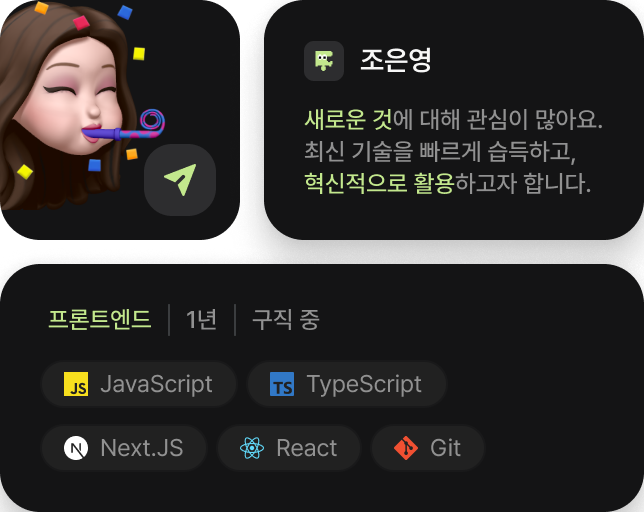 조은영
새로운 것에 대해 관심이 많아요.
최신 기술을 빠르게 습득하고,
혁신적으로 활용하고자 합니다.
프론트엔드 | 1년 | 구직 중
JS JavaScript TS TypeScript
N Next.JS React Git